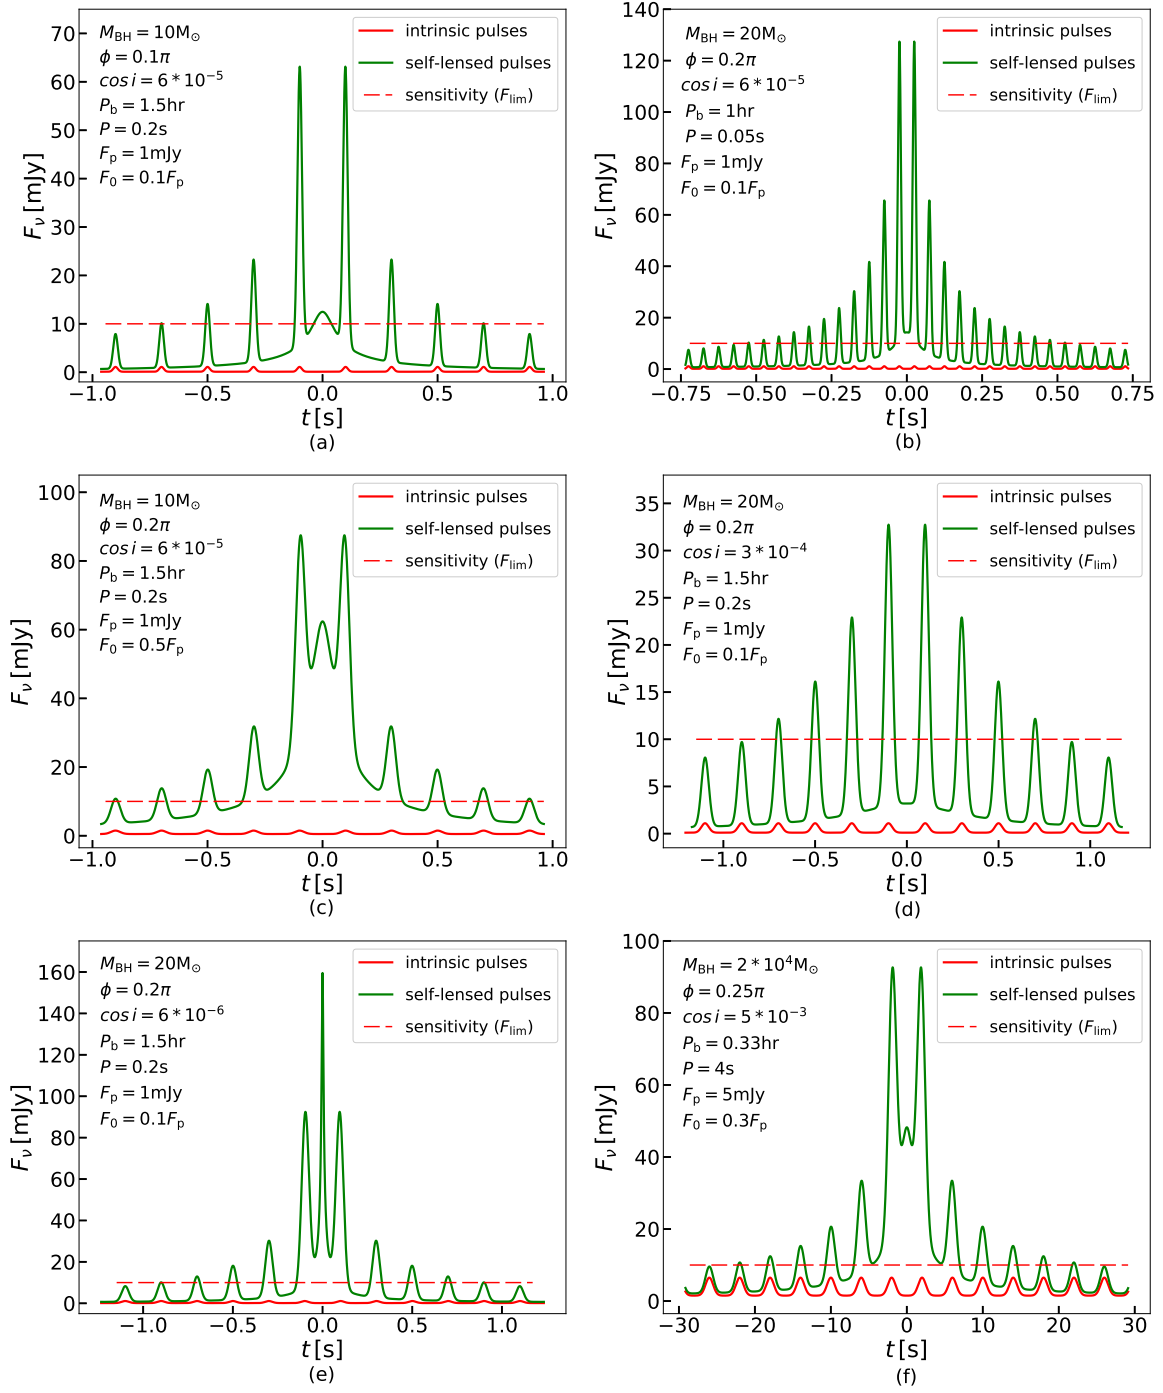 M_BH = 10M_⊙
ϕ = 0.1π
cos i = 6 * 10^−5
P_b = 1.5hr
P = 0.2s
F_p = 1mJy
F_0 = 0.1F_p
intrinsic pulses
self-lensed pulses
sensitivity (F_lim)
F_ν [mJy]
70
60
50
40
30
20
10
0
−1.0 −0.5 0.0 0.5 1.0
t [s]
(a)
M_BH = 20M_⊙
ϕ = 0.2π
cos i = 6 * 10^−5
P_b = 1hr
P = 0.05s
F_p = 1mJy
F_0 = 0.1F_p
intrinsic pulses
self-lensed pulses
sensitivity (F_lim)
F_ν [mJy]
140
120
100
80
60
40
20
0
−0.75 −0.50 −0.25 0.00 0.25 0.50 0.75
t [s]
(b)
M_BH = 10M_⊙
ϕ = 0.2π
cos i = 6 * 10^−5
P_b = 1.5hr
P = 0.2s
F_p = 1mJy
F_0 = 0.5F_p
intrinsic pulses
self-lensed pulses
sensitivity (F_lim)
F_ν [mJy]
100
80
60
40
20
0
−1.0 −0.5 0.0 0.5 1.0
t [s]
(c)
M_BH = 20M_⊙
ϕ = 0.2π
cos i = 3 * 10^−4
P_b = 1.5hr
P = 0.2s
F_p = 1mJy
F_0 = 0.1F_p
intrinsic pulses
self-lensed pulses
sensitivity (F_lim)
F_ν [mJy]
35
30
25
20
15
10
5
0
−1.0 −0.5 0.0 0.5 1.0
t [s]
(d)
M_BH = 20M_⊙
ϕ = 0.2π
cos i = 6 * 10^−6
P_b = 1.5hr
P = 0.2s
F_p = 1mJy
F_0 = 0.1F_p
intrinsic pulses
self-lensed pulses
sensitivity (F_lim)
F_ν [mJy]
160
140
120
100
80
60
40
20
0
−1.0 −0.5 0.0 0.5 1.0
t [s]
(e)
M_BH = 2 * 10^4M_⊙
ϕ = 0.25π
cos i = 5 * 10^−3
P_b = 0.33hr
P = 4s
F_p = 5mJy
F_0 = 0.3F_p
intrinsic pulses
self-lensed pulses
sensitivity (F_lim)
F_ν [mJy]
100
80
60
40
20
0
−30 −20 −10 0 10 20 30
t [s]
(f)